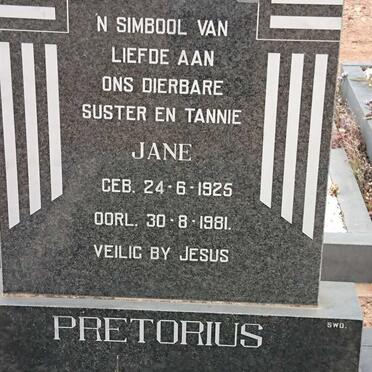 'N SIMBOOL VAN
LIEFDE AAN
ONS DIERBARE
SUSTER EN TANNIE
JANE
GEB. 24-6-1925
OORL. 30-8-1981.
VEILIG BY JESUS
PRETORIUS
SWD.